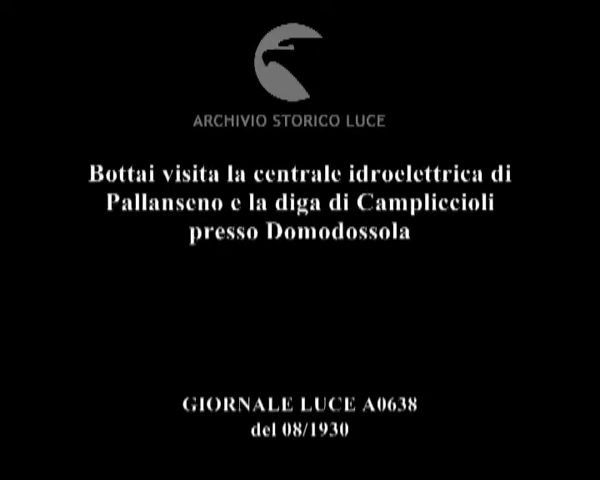 ARCHIVIO STORICO LUCE
Bottai visita la centrale idroelettrica di
Pallanseno e la diga di Campliccioli
presso Domodossola
GIORNALE LUCE A0638
del 08/1930